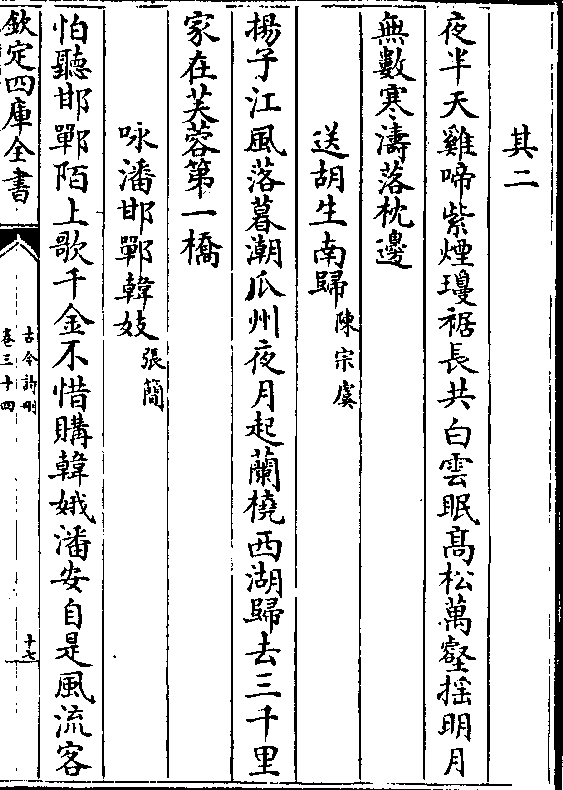 其二
夜半天雞啼紫煙瓊裾長共白雲眠高松萬壑揺明月
無數寒濤落枕邊
送胡生南歸陳宗虞
揚子江風落暮潮瓜州夜月起蘭橈西湖歸去三千里
家在芙蓉第一橋
咏潘邯鄲韓妓張簡
怕聽邯鄲陌上歌千金不惜購韓娥潘安自是風流客
欽定四庫全書
古今詩刪
卷三十四
十七